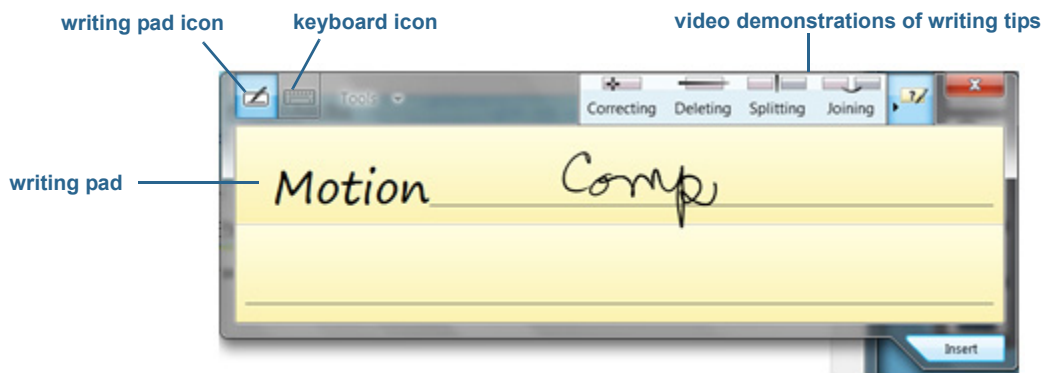 writing pad icon keyboard icon video demonstrations of writing tips
Tools
Correcting Deleting Splitting Joining
writing pad
Motion Comp
Insert